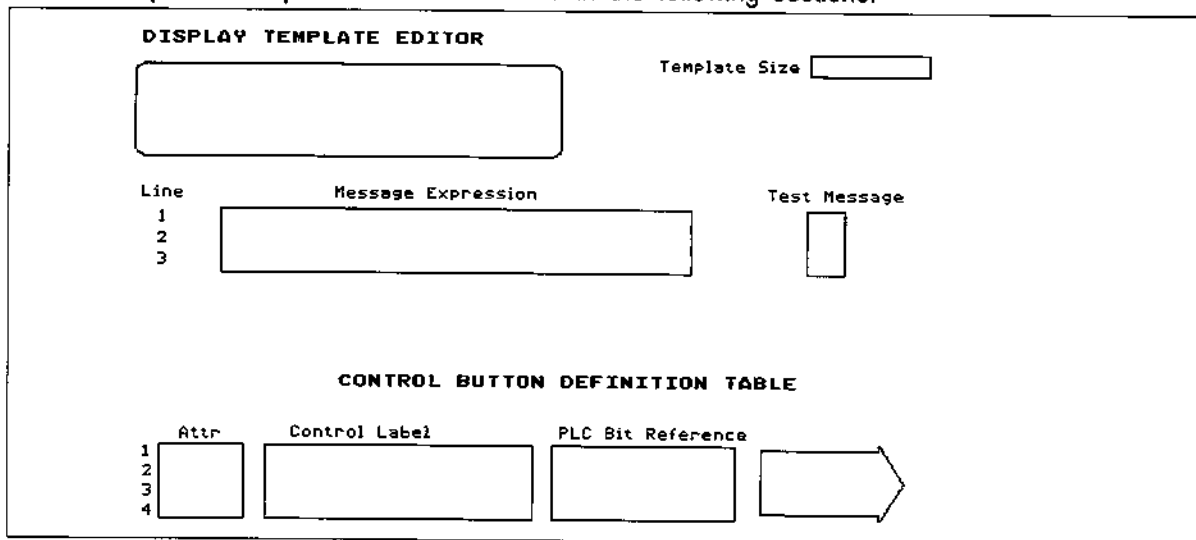 DISPLAY TEMPLATE EDITOR
Template Size
Line Message Expression Test Message
1
2
3
CONTROL BUTTON DEFINITION TABLE
Attr Control Label PLC Bit Reference
1
2
3
4